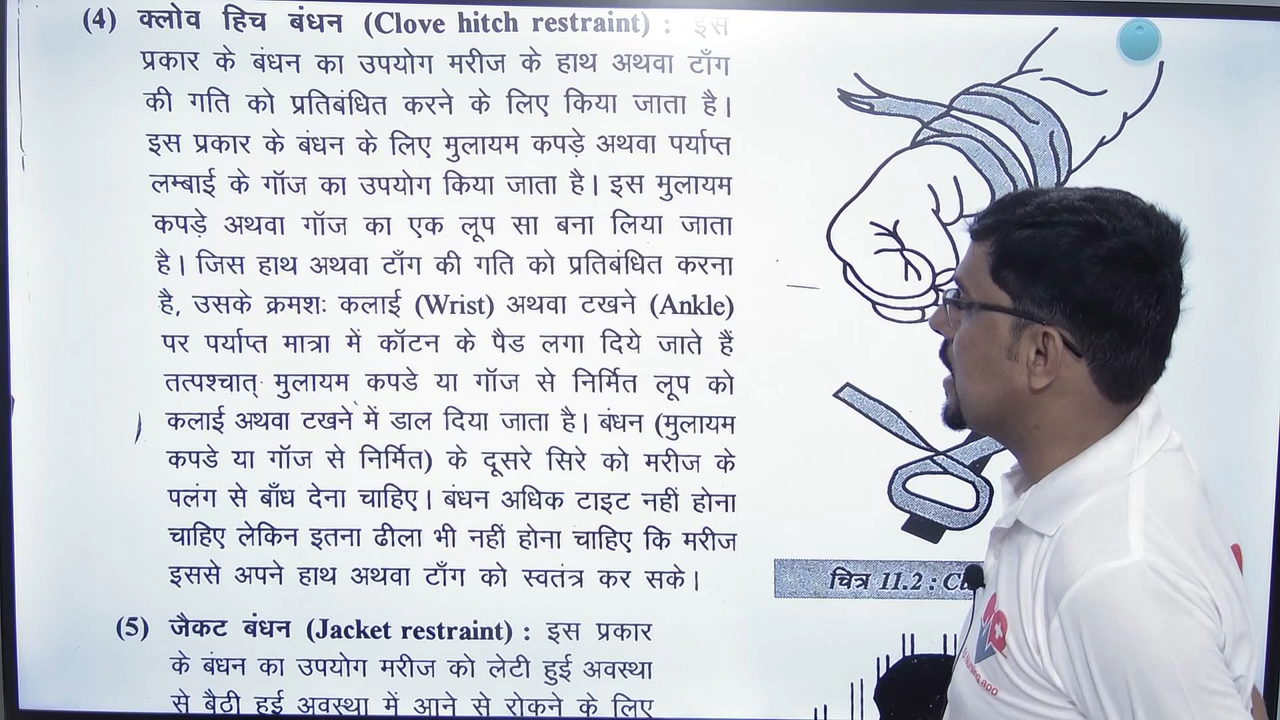 (4) क्लोव हिच बंधन (Clove hitch restraint) : इस
प्रकार के बंधन का उपयोग मरीज के हाथ अथवा टाँग
की गति को प्रतिबंधित करने के लिए किया जाता है।
इस प्रकार के बंधन के लिए मुलायम कपड़े अथवा पर्याप्त
लम्बाई के गॉज का उपयोग किया जाता है। इस मुलायम
कपड़े अथवा गॉज का एक लूप सा बना लिया जाता
है। जिस हाथ अथवा टाँग की गति को प्रतिबंधित करना
है, उसके क्रमशः कलाई (Wrist) अथवा टखने (Ankle)
पर पर्याप्त मात्रा में कॉटन के पैड लगा दिये जाते हैं
तत्पश्चात् मुलायम कपडे या गॉज से निर्मित लूप को
कलाई अथवा टखने में डाल दिया जाता है। बंधन (मुलायम
कपडे या गॉज से निर्मित) के दूसरे सिरे को मरीज के
पलंग से बाँध देना चाहिए। बंधन अधिक टाइट नहीं होना
चाहिए लेकिन इतना ढीला भी नहीं होना चाहिए कि मरीज
इससे अपने हाथ अथवा टाँग को स्वतंत्र कर सके।
चित्र 11.2 :
(5) जैकट बंधन (Jacket restraint) : इस प्रकार
के बंधन का उपयोग मरीज को लेटी हुई अवस्था
से बैठी हुई अवस्था में आने से रोकने के लिए